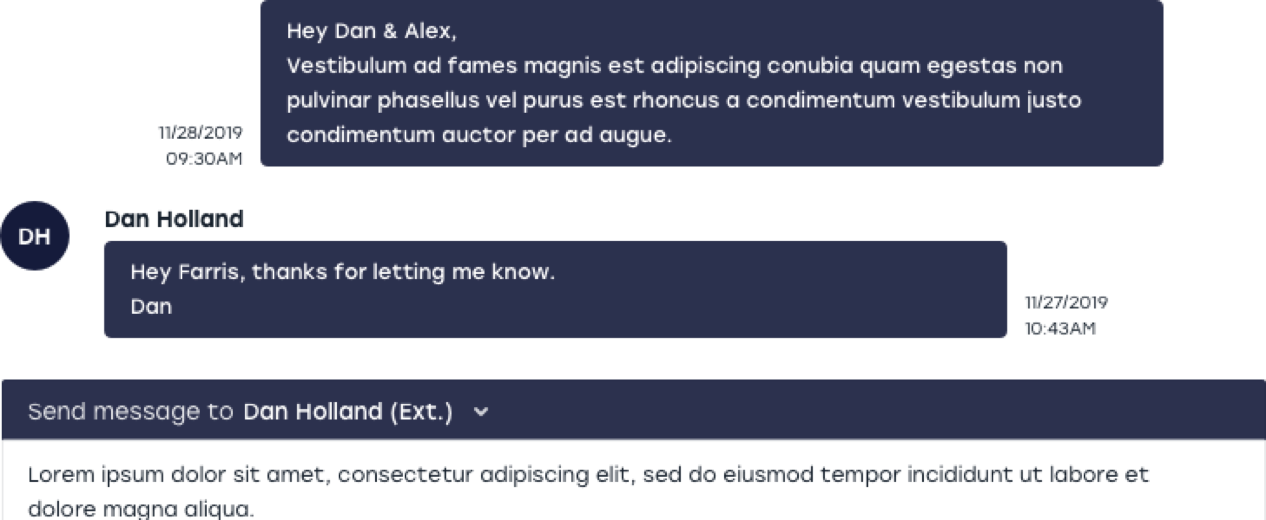 Hey Dan & Alex,
Vestibulum ad fames magnis est adipiscing conubia quam egestas non
pulvinar phasellus vel purus est rhoncus a condimentum vestibulum justo
condimentum auctor per ad augue.
11/28/2019
09:30AM
DH
Dan Holland
Hey Farris, thanks for letting me know.
Dan
11/27/2019
10:43AM
Send message to Dan Holland (Ext.)
Lorem ipsum dolor sit amet, consectetur adipiscing elit, sed do eiusmod tempor incididunt ut labore et
dolore magna aliqua.